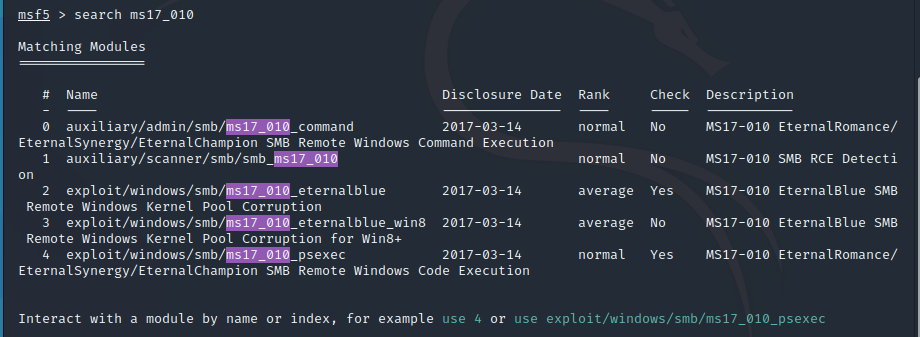 msf5 > search ms17_010
Matching Modules
================
# Name Disclosure Date Rank Check Description
- ---- --------------- ---- ----- -----------
0 auxiliary/admin/smb/ms17_010_command 2017-03-14 normal No MS17-010 EternalRomance/
EternalSynergy/EternalChampion SMB Remote Windows Command Execution
1 auxiliary/scanner/smb/smb_ms17_010 normal No MS17-010 SMB RCE Detecti
on
2 exploit/windows/smb/ms17_010_eternalblue 2017-03-14 average Yes MS17-010 EternalBlue SMB
Remote Windows Kernel Pool Corruption
3 exploit/windows/smb/ms17_010_eternalblue_win8 2017-03-14 average No MS17-010 EternalBlue SMB
Remote Windows Kernel Pool Corruption for Win8+
4 exploit/windows/smb/ms17_010_psexec 2017-03-14 normal Yes MS17-010 EternalRomance/
EternalSynergy/EternalChampion SMB Remote Windows Code Execution
Interact with a module by name or index, for example use 4 or use exploit/windows/smb/ms17_010_psexec